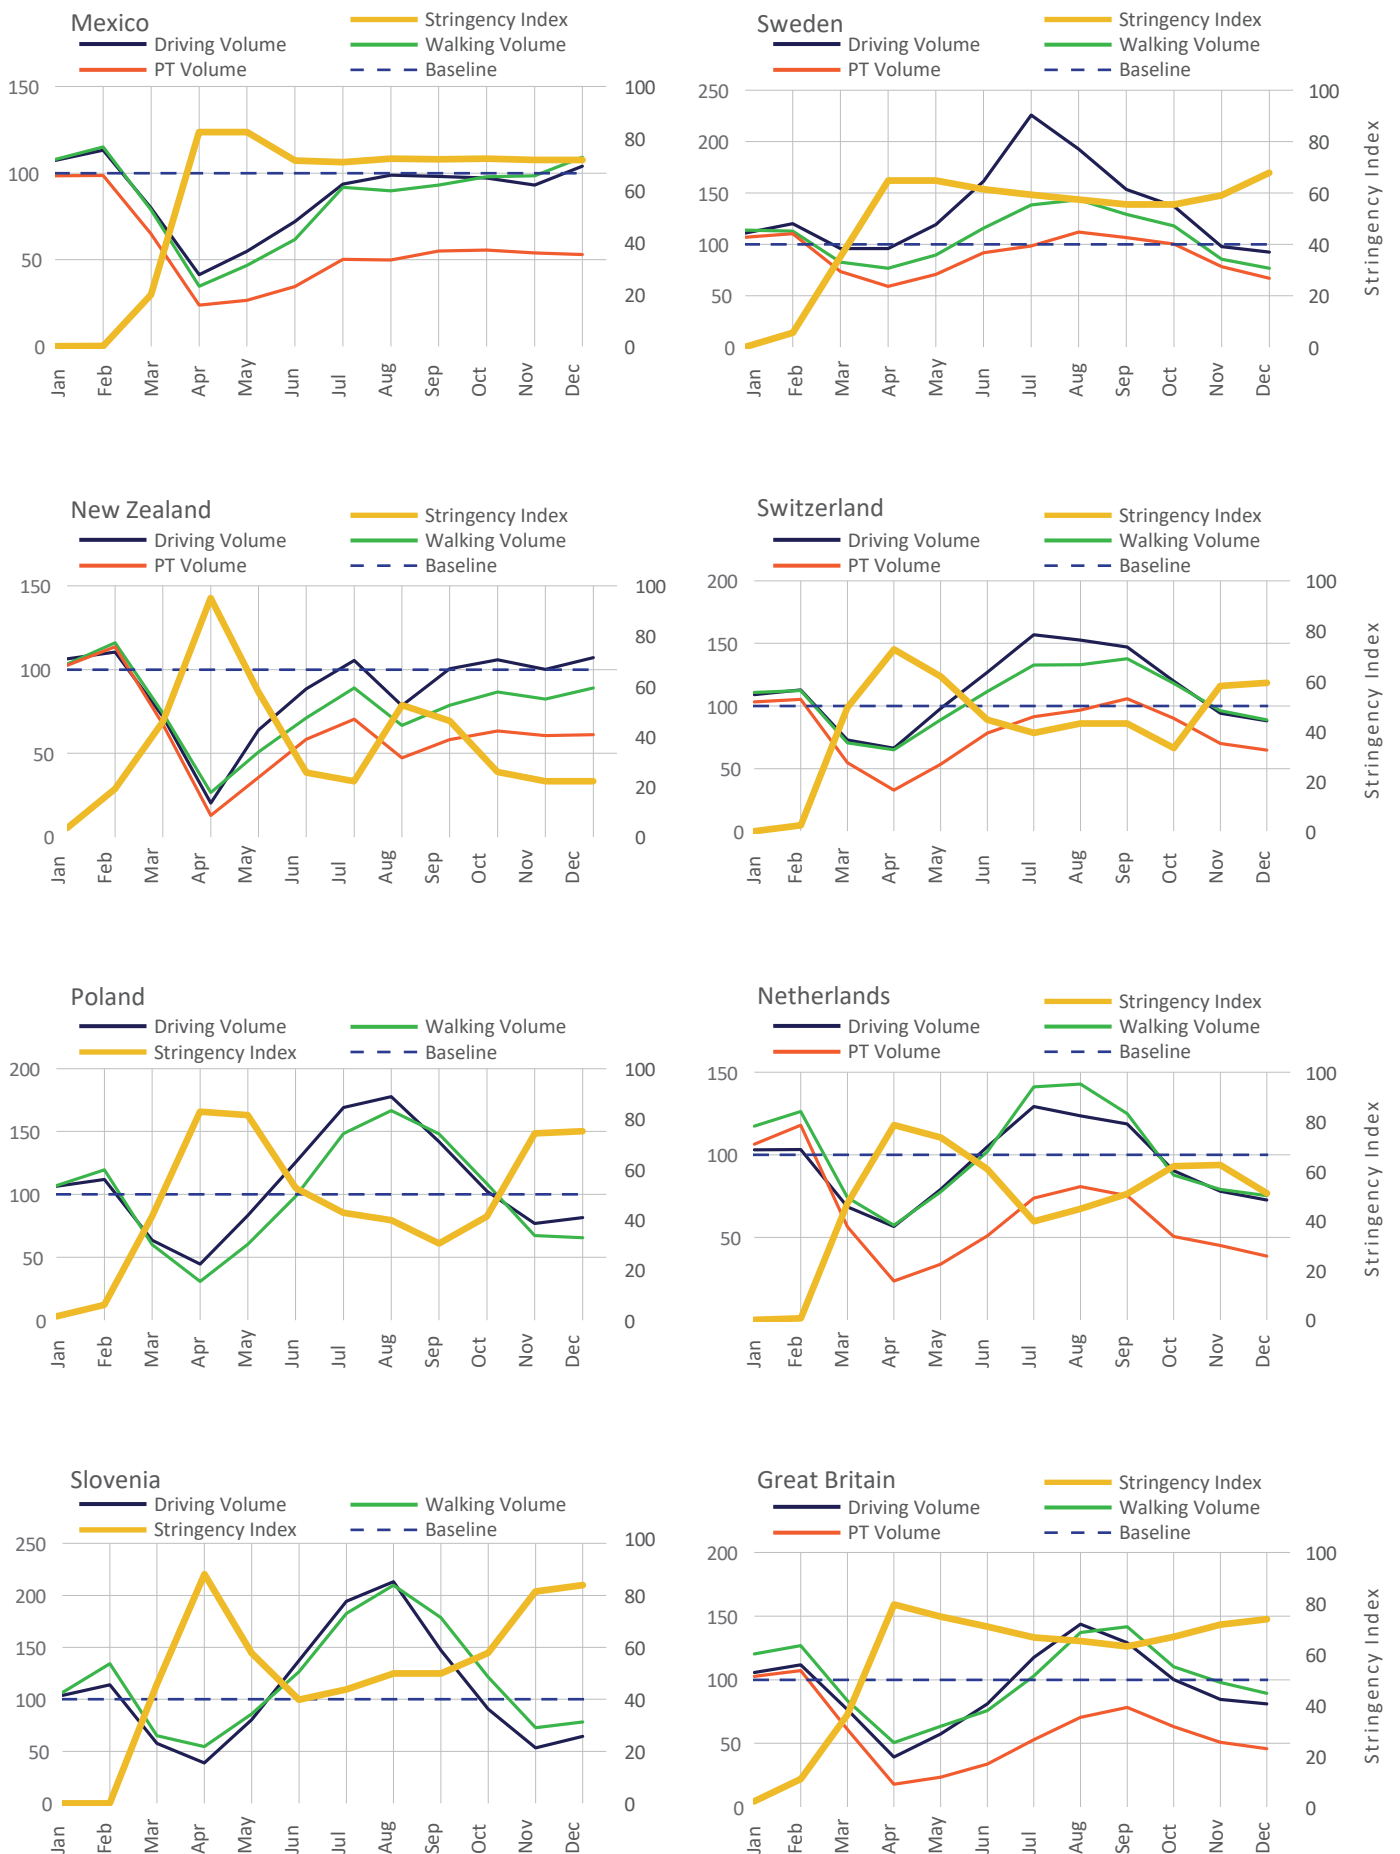 Mexico
Stringency Index
Driving Volume
Walking Volume
PT Volume
Baseline
150
100
50
0
100
80
60
40
20
0
Jan
Feb
Mar
Apr
May
Jun
Jul
Aug
Sep
Oct
Nov
Dec
Sweden
Stringency Index
Driving Volume
Walking Volume
PT Volume
Baseline
250
200
150
100
50
0
100
80
60
40
20
0
Stringency Index
Jan
Feb
Mar
Apr
May
Jun
Jul
Aug
Sep
Oct
Nov
Dec
New Zealand
Stringency Index
Driving Volume
Walking Volume
PT Volume
Baseline
150
100
50
0
100
80
60
40
20
0
Jan
Feb
Mar
Apr
May
Jun
Jul
Aug
Sep
Oct
Nov
Dec
Switzerland
Stringency Index
Driving Volume
Walking Volume
PT Volume
Baseline
200
150
100
50
0
100
80
60
40
20
0
Stringency Index
Jan
Feb
Mar
Apr
May
Jun
Jul
Aug
Sep
Oct
Nov
Dec
Poland
Driving Volume
Walking Volume
Stringency Index
Baseline
200
150
100
50
0
100
80
60
40
20
0
Jan
Feb
Mar
Apr
May
Jun
Jul
Aug
Sep
Oct
Nov
Dec
Netherlands
Stringency Index
Driving Volume
Walking Volume
PT Volume
Baseline
150
100
50
100
80
60
40
20
0
Stringency Index
Jan
Feb
Mar
Apr
May
Jun
Jul
Aug
Sep
Oct
Nov
Dec
Slovenia
Driving Volume
Walking Volume
Stringency Index
Baseline
250
200
150
100
50
0
100
80
60
40
20
0
Jan
Feb
Mar
Apr
May
Jun
Jul
Aug
Sep
Oct
Nov
Dec
Great Britain
Stringency Index
Driving Volume
Walking Volume
PT Volume
Baseline
200
150
100
50
0
100
80
60
40
20
0
Stringency Index
Jan
Feb
Mar
Apr
May
Jun
Jul
Aug
Sep
Oct
Nov
Dec